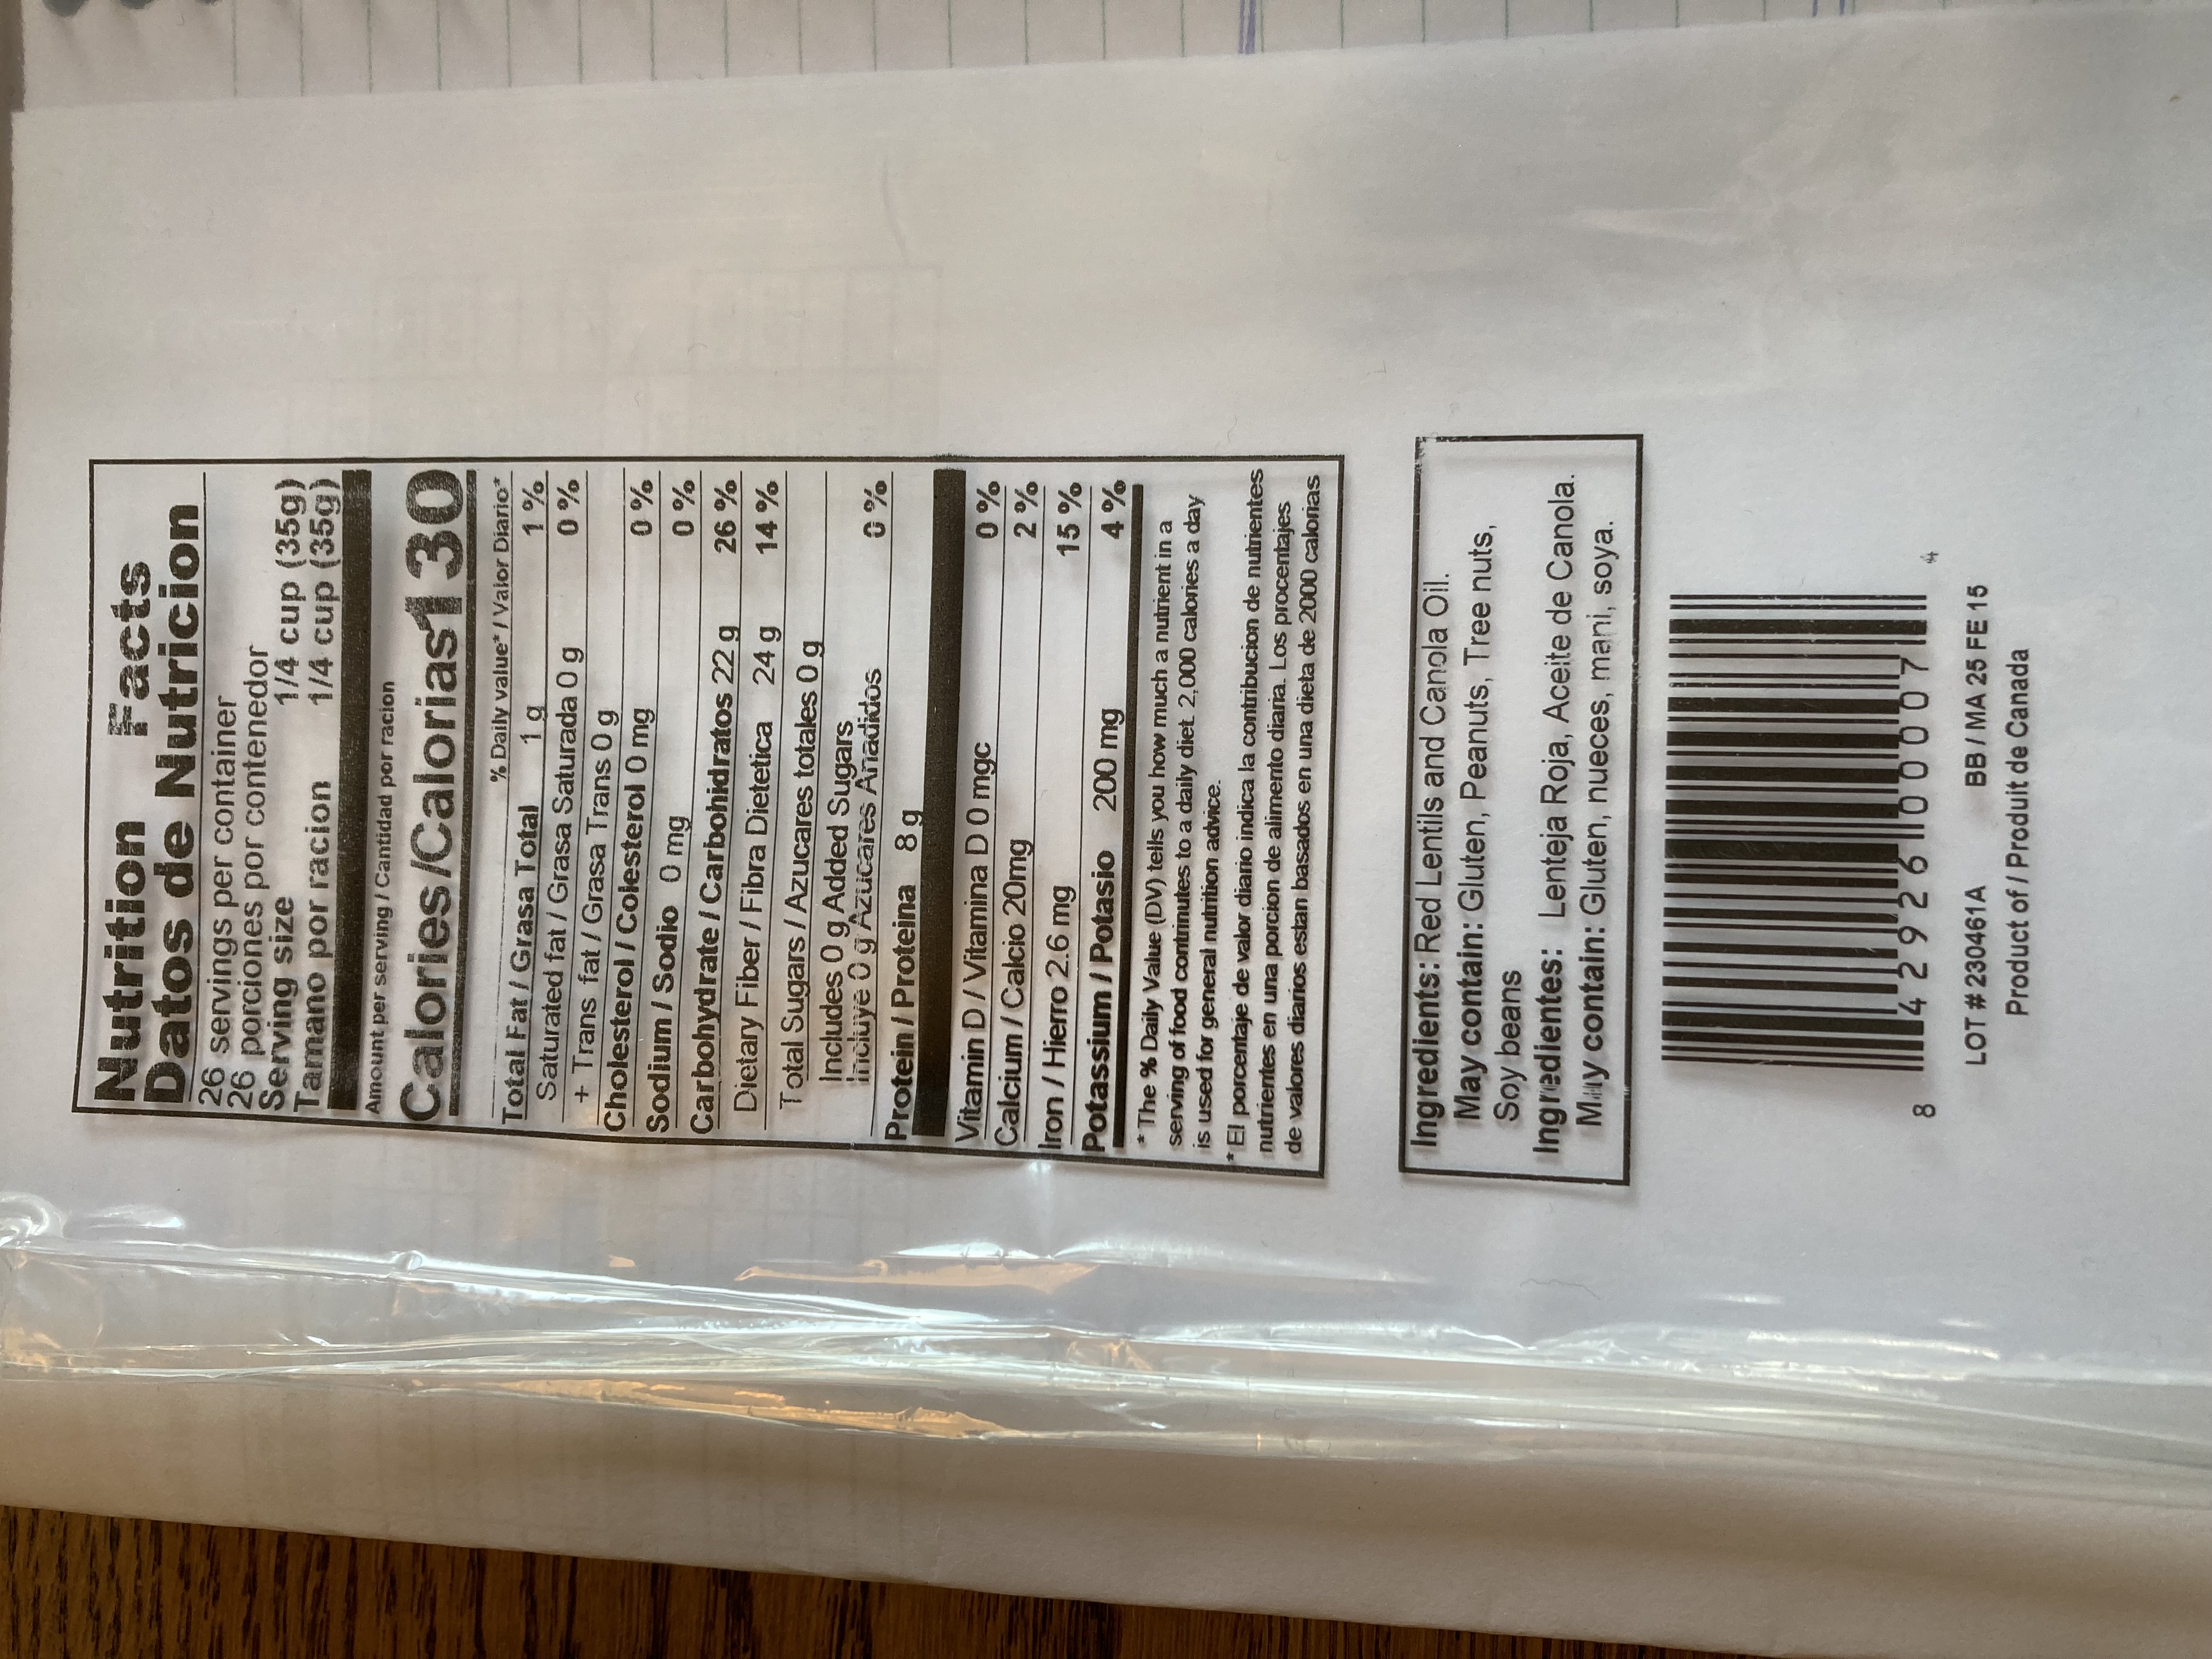 Nutrition Facts
Datos de Nutricion
26 servings per container
26 porciones por contenedor
Serving size 1/4 cup (35g)
Tamano por racion 1/4 cup (35g)
Amount per serving / Cantidad por racion
Calories/Calorias130
% Daily value* / Valor Diario*
Total Fat / Grasa Total 1 g 1 %
Saturated fat / Grasa Saturada 0 g 0 %
+ Trans fat / Grasa Trans 0 g
Cholesterol / Colesterol 0 mg 0 %
Sodium / Sodio 0 mg 0 %
Carbohydrate / Carbohidratos 22 g 26 %
Dietary Fiber / Fibra Dietetica 24 g 14 %
Total Sugars / Azucares totales 0 g
Includes 0 g Added Sugars
Incluye 0 g Azucares Anadidos 0 %
Protein / Proteina 8 g
Vitamin D / Vitamina D 0 mgc 0 %
Calcium / Calcio 20mg 2 %
Iron / Hierro 2.6 mg 15 %
Potassium / Potasio 200 mg 4 %
* The % Daily Value (DV) tells you how much a nutrient in a
serving of food contrinutes to a daily diet. 2,000 calories a day
is used for general nutrition advice.
* El porcentaje de valor diario indica la contribucion de nutrientes
nutrientes en una porcion de alimento diaria. Los procentajes
de valores diarios estan basados en una dieta de 2000 calorias
Ingredients: Red Lentils and Canola Oil.
May contain: Gluten, Peanuts, Tree nuts,
Soy beans
Ingredientes: Lenteja Roja, Aceite de Canola.
May contain: Gluten, nueces, mani, soya.
8 42926 100007 4
LOT # 230461A BB / MA 25 FE 15
Product of / Produit de Canada